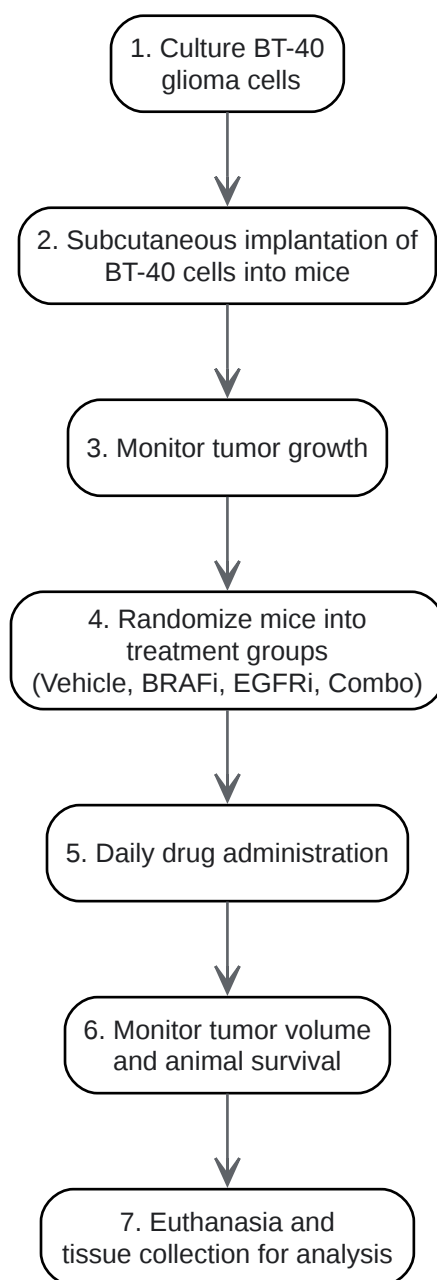 1. Culture BT-40
glioma cells
2. Subcutaneous implantation of
BT-40 cells into mice
3. Monitor tumor growth
4. Randomize mice into
treatment groups
(Vehicle, BRAFi, EGFRi, Combo)
5. Daily drug administration
6. Monitor tumor volume
and animal survival
7. Euthanasia and
tissue collection for analysis